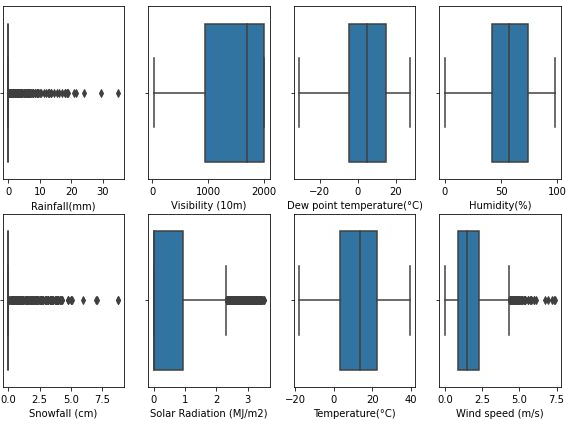 0 10 20 30
Rainfall(mm)
0 1000 2000
Visibility (10m)
−20 0 20
Dew point temperature(°C)
0 50 100
Humidity(%)
0.0 2.5 5.0 7.5
Snowfall (cm)
0 1 2 3
Solar Radiation (MJ/m2)
−20 0 20 40
Temperature(°C)
0.0 2.5 5.0 7.5
Wind speed (m/s)